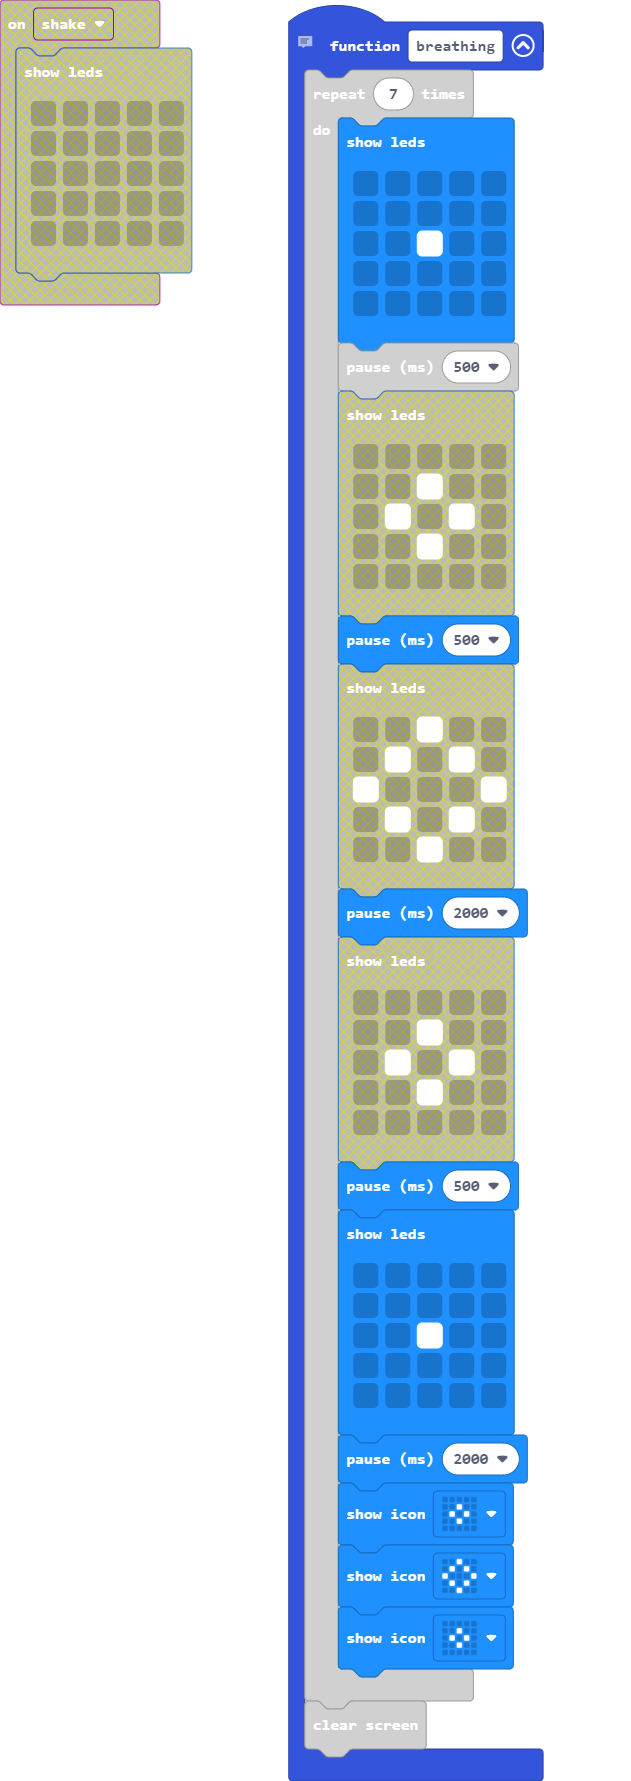 on shake
show leds
function breathing
repeat 7 times
do
show leds
pause (ms) 500
show leds
pause (ms) 500
show leds
pause (ms) 2000
show leds
pause (ms) 500
show leds
pause (ms) 2000
show icon
show icon
show icon
clear screen